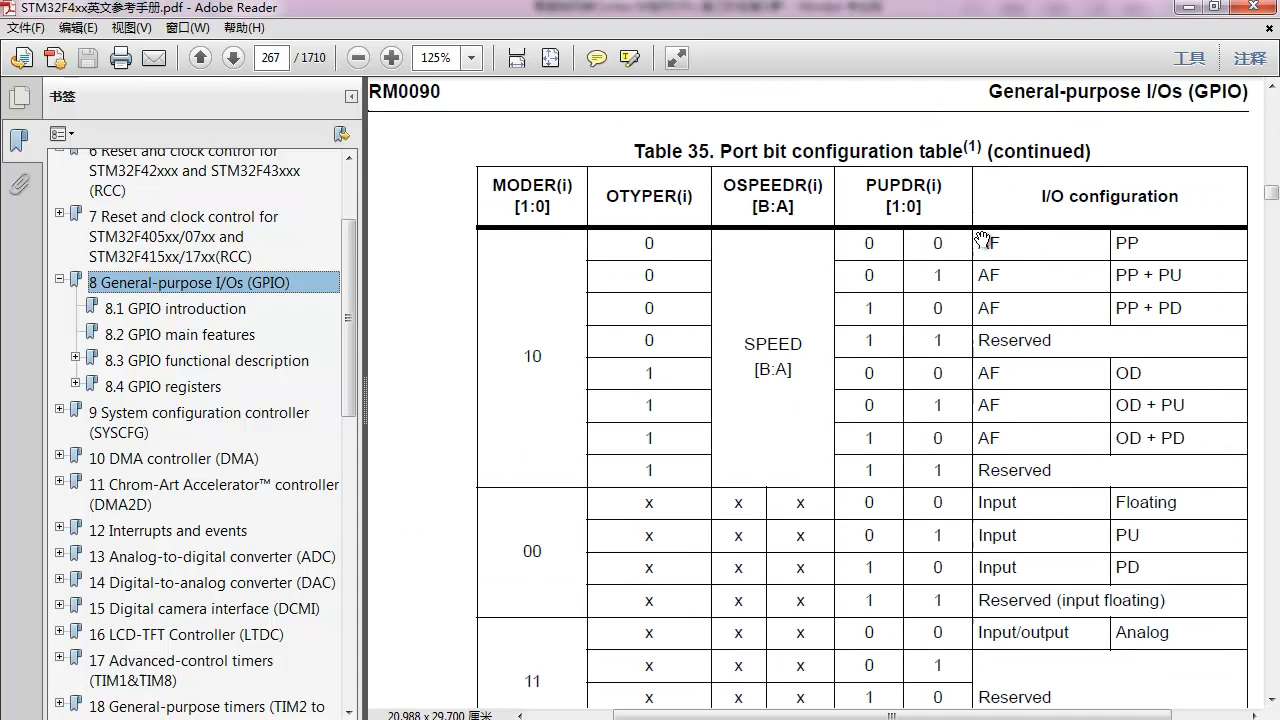 STM32F4xx英文参考手册.pdf - Adobe Reader
文件(F) 编辑(E) 视图(V) 窗口(W) 帮助(H)
267 / 1710 125% 工具 注释
书签
6 Reset and clock control for
STM32F42xxx and STM32F43xxx
(RCC)
7 Reset and clock control for
STM32F405xx/07xx and
STM32F415xx/17xx(RCC)
8 General-purpose I/Os (GPIO)
8.1 GPIO introduction
8.2 GPIO main features
8.3 GPIO functional description
8.4 GPIO registers
9 System configuration controller
(SYSCFG)
10 DMA controller (DMA)
11 Chrom-Art Accelerator™ controller
(DMA2D)
12 Interrupts and events
13 Analog-to-digital converter (ADC)
14 Digital-to-analog converter (DAC)
15 Digital camera interface (DCMI)
16 LCD-TFT Controller (LTDC)
17 Advanced-control timers
(TIM1&TIM8)
18 General-purpose timers (TIM2 to
RM0090 General-purpose I/Os (GPIO)
Table 35. Port bit configuration table(1) (continued)
MODER(i)
[1:0]
OTYPER(i)
OSPEEDR(i)
[B:A]
PUPDR(i)
[1:0]
I/O configuration
10
SPEED
[B:A]
0 0 0 AF PP
0 0 1 AF PP + PU
0 1 0 AF PP + PD
0 1 1 Reserved
1 0 0 AF OD
1 0 1 AF OD + PU
1 1 0 AF OD + PD
1 1 1 Reserved
00
x x x 0 0 Input Floating
x x x 0 1 Input PU
x x x 1 0 Input PD
x x x 1 1 Reserved (input floating)
11
x x x 0 0 Input/output Analog
x x x 0 1
x x x 1 0 Reserved
20.988 x 29.700 厘米